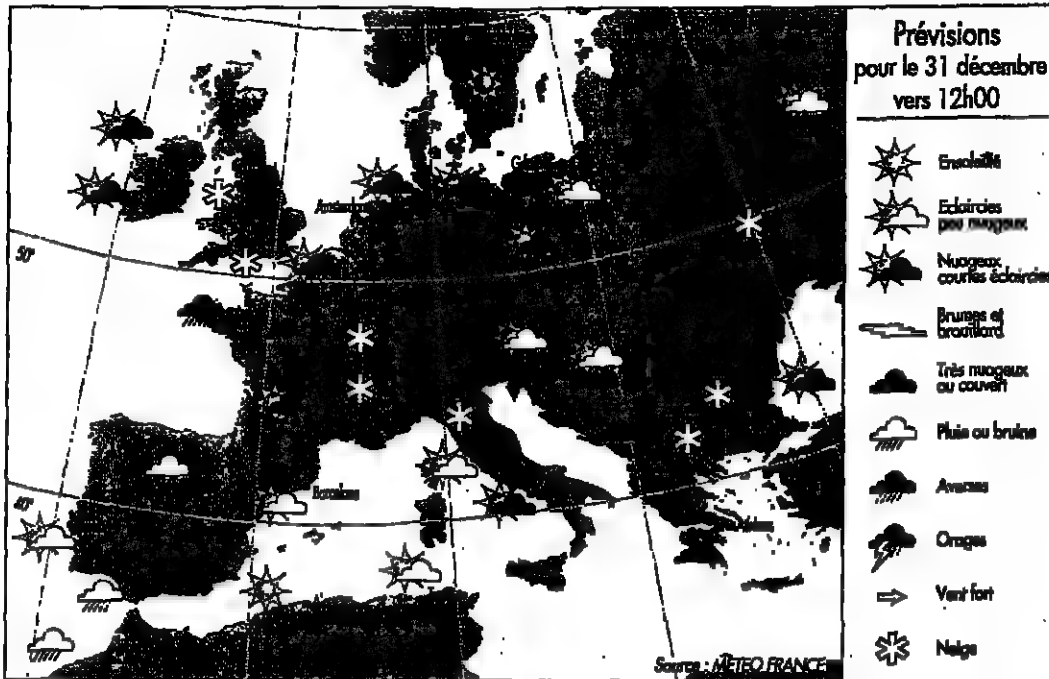 Prévisions
pour le 31 décembre
vers 12h00
Ensoleillé
Eclaircies
peu nuageux
Nuageux
courtes éclaircies
Brumes et
brouillard
Très nuageux
ou couvert
Pluie ou bruine
Averses
Orages
Vent fort
Neige
50°
40°
Barcelone
Source : MÉTÉO FRANCE